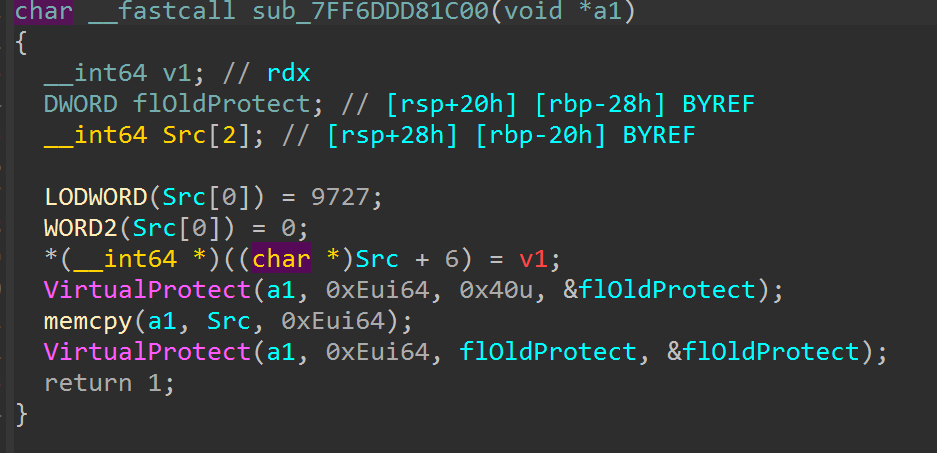 char __fastcall sub_7FF6DDD81C00(void *a1)
{
__int64 v1; // rdx
DWORD flOldProtect; // [rsp+20h] [rbp-28h] BYREF
__int64 Src[2]; // [rsp+28h] [rbp-20h] BYREF
LODWORD(Src[0]) = 9727;
WORD2(Src[0]) = 0;
*(__int64 *)((char *)Src + 6) = v1;
VirtualProtect(a1, 0xEui64, 0x40u, &flOldProtect);
memcpy(a1, Src, 0xEui64);
VirtualProtect(a1, 0xEui64, flOldProtect, &flOldProtect);
return 1;
}